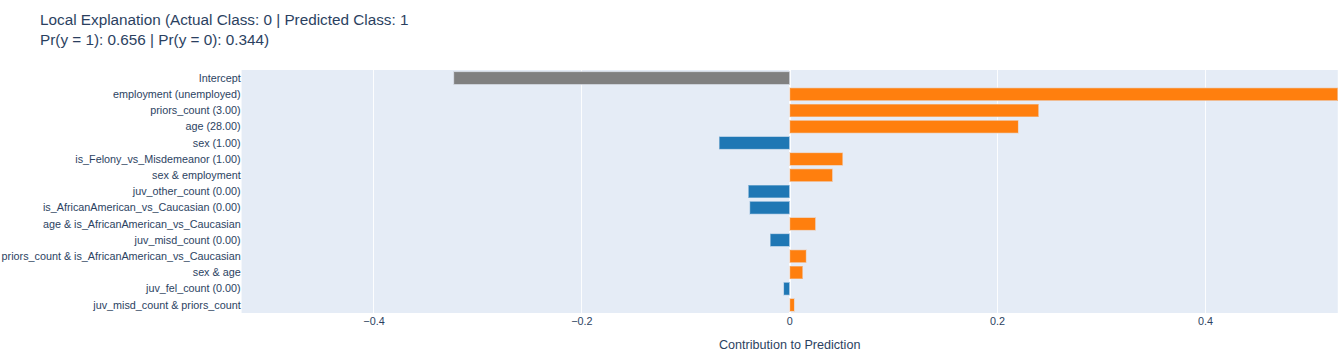 Local Explanation (Actual Class: 0 | Predicted Class: 1
Pr(y = 1): 0.656 | Pr(y = 0): 0.344)
Intercept
employment (unemployed)
priors_count (3.00)
age (28.00)
sex (1.00)
is_Felony_vs_Misdemeanor (1.00)
sex & employment
juv_other_count (0.00)
is_AfricanAmerican_vs_Caucasian (0.00)
age & is_AfricanAmerican_vs_Caucasian
juv_misd_count (0.00)
priors_count & is_AfricanAmerican_vs_Caucasian
sex & age
juv_fel_count (0.00)
juv_misd_count & priors_count
−0.4 −0.2 0 0.2 0.4
Contribution to Prediction